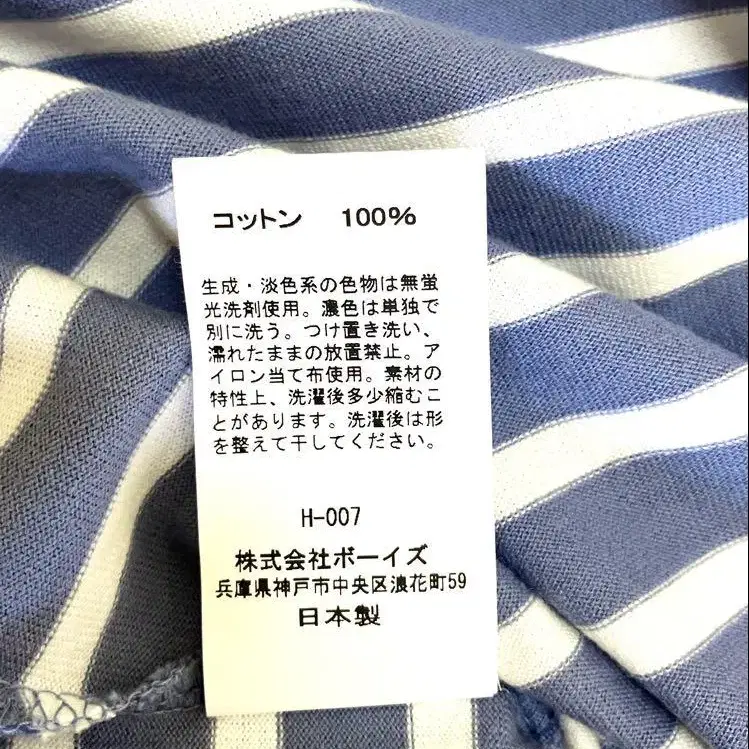 コットン　100%
生成・淡色系の色物は無蛍
光洗剤使用。濃色は単独で
別に洗う。つけ置き洗い、
濡れたままの放置禁止。ア
イロン当て布使用。素材の
特性上、洗濯後多少縮むこ
とがあります。洗濯後は形
を整えて干してください。
H-007
株式会社ボーイズ
兵庫県神戸市中央区浪花町59
日本製